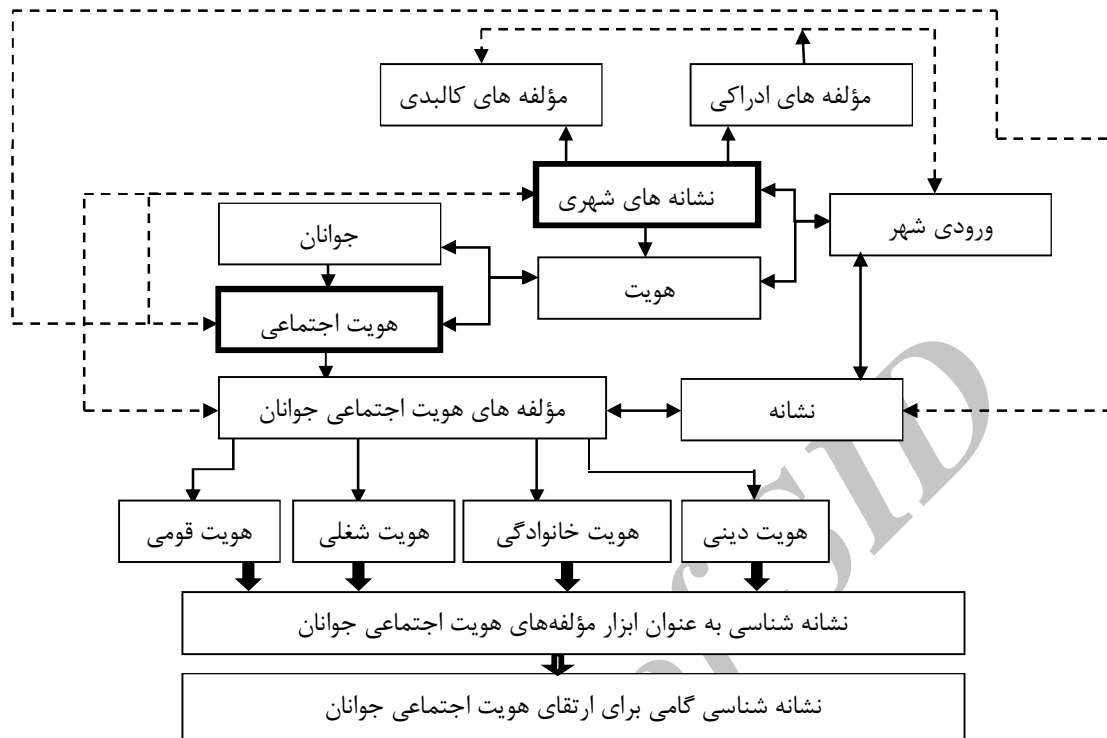 مؤلفه های ادراکی
مؤلفه های کالبدی
نشانه های شهری
ورودی شهر
جوانان
هویت
هویت اجتماعی
نشانه
مؤلفه های هویت اجتماعی جوانان
هویت دینی
هویت خانوادگی
هویت شغلی
هویت قومی
نشانه شناسی به عنوان ابزار مؤلفه‌های هویت اجتماعی جوانان
نشانه شناسی گامی برای ارتقای هویت اجتماعی جوانان
of SID